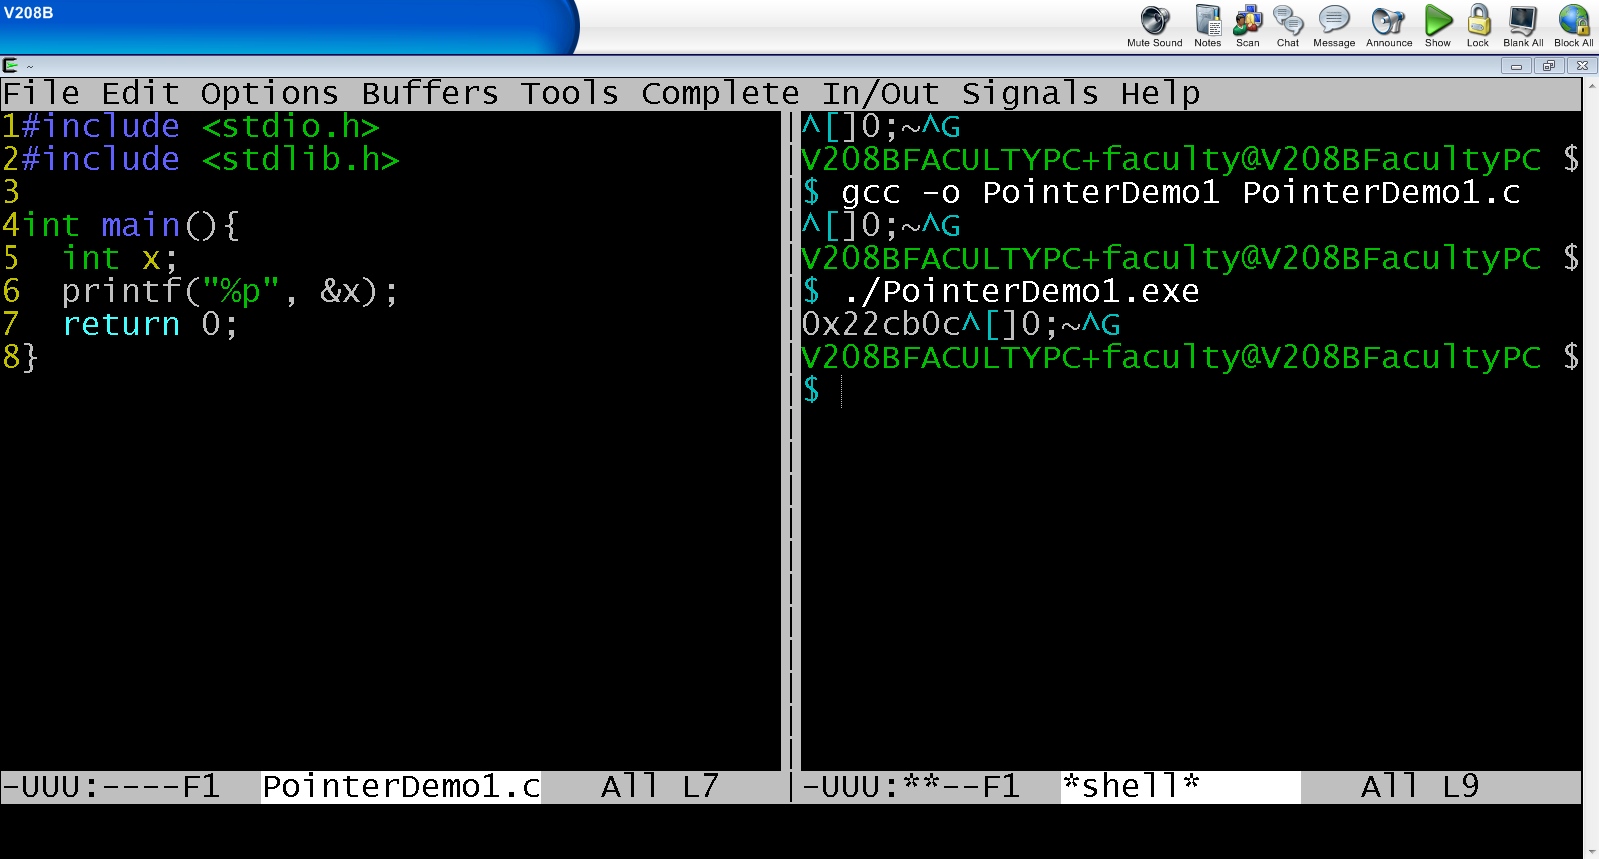 V208B
Mute Sound Notes Scan Chat Message Announce Show Lock Blank All Block All
~
File Edit Options Buffers Tools Complete In/Out Signals Help
1#include <stdio.h>
2#include <stdlib.h>
3
4int main(){
5  int x;
6  printf("%p", &x);
7  return 0;
8}
-UUU:----F1  PointerDemo1.c   All L7
^[]0;~^G
V208BFACULTYPC+faculty@V208BFacultyPC $
$ gcc -o PointerDemo1 PointerDemo1.c
^[]0;~^G
V208BFACULTYPC+faculty@V208BFacultyPC $
$ ./PointerDemo1.exe
0x22cb0c^[]0;~^G
V208BFACULTYPC+faculty@V208BFacultyPC $
$
-UUU:**--F1  *shell*        All L9